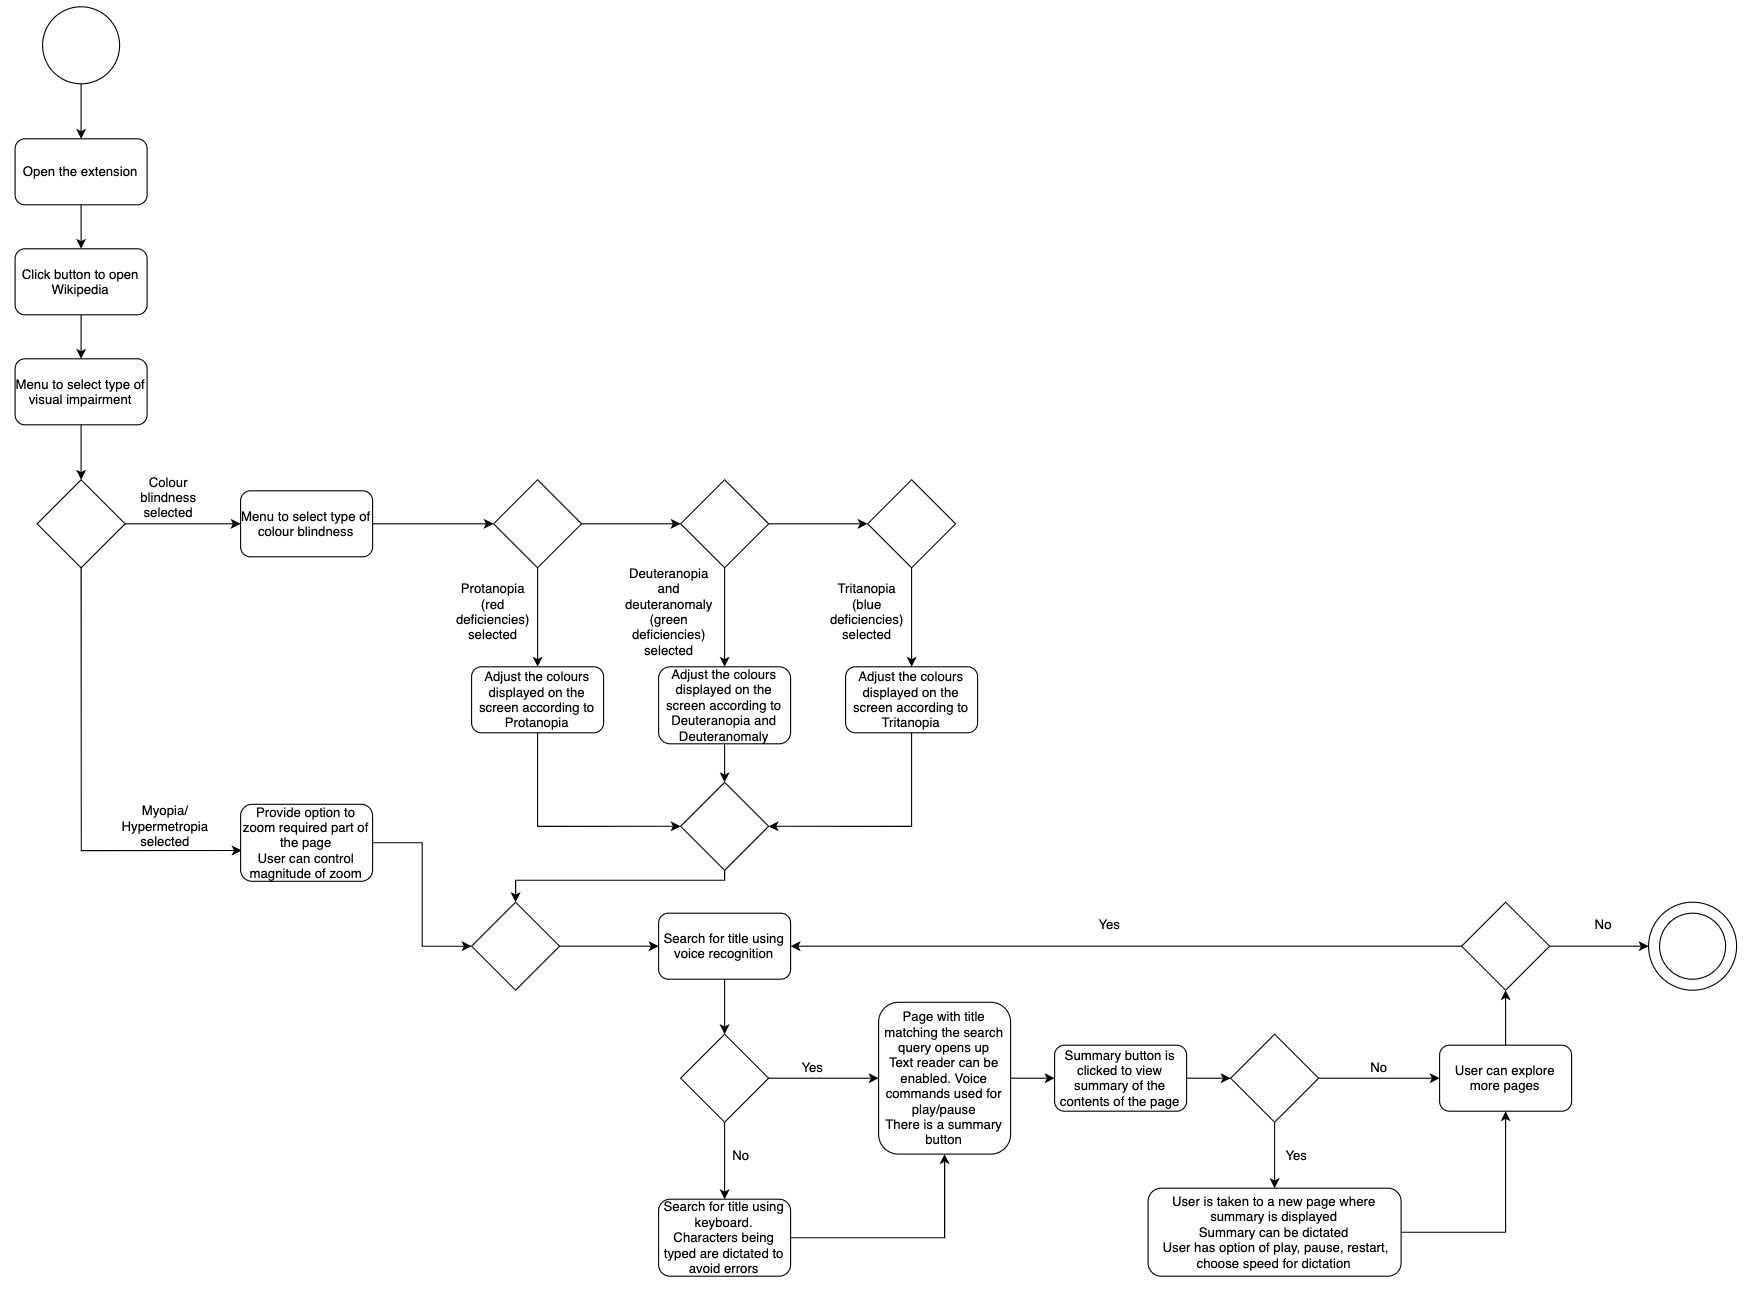 Open the extension
Click button to open
Wikipedia
Menu to select type of
visual impairment
Colour
blindness
selected
Menu to select type of
colour blindness
Protanopia
(red
deficiencies)
selected
Deuteranopia
and
deuteranomaly
(green
deficiencies)
selected
Tritanopia
(blue
deficiencies)
selected
Adjust the colours
displayed on the
screen according to
Protanopia
Adjust the colours
displayed on the
screen according to
Deuteranopia and
Deuteranomaly
Adjust the colours
displayed on the
screen according to
Tritanopia
Myopia/
Hypermetropia
selected
Provide option to
zoom required part of
the page
User can control
magnitude of zoom
Search for title using
voice recognition
Yes
No
Yes
Page with title
matching the search
query opens up
Text reader can be
enabled. Voice
commands used for
play/pause
There is a summary
button
Summary button is
clicked to view
summary of the
contents of the page
No
User can explore
more pages
No
Yes
Search for title using
keyboard.
Characters being
typed are dictated to
avoid errors
User is taken to a new page where
summary is displayed
Summary can be dictated
User has option of play, pause, restart,
choose speed for dictation